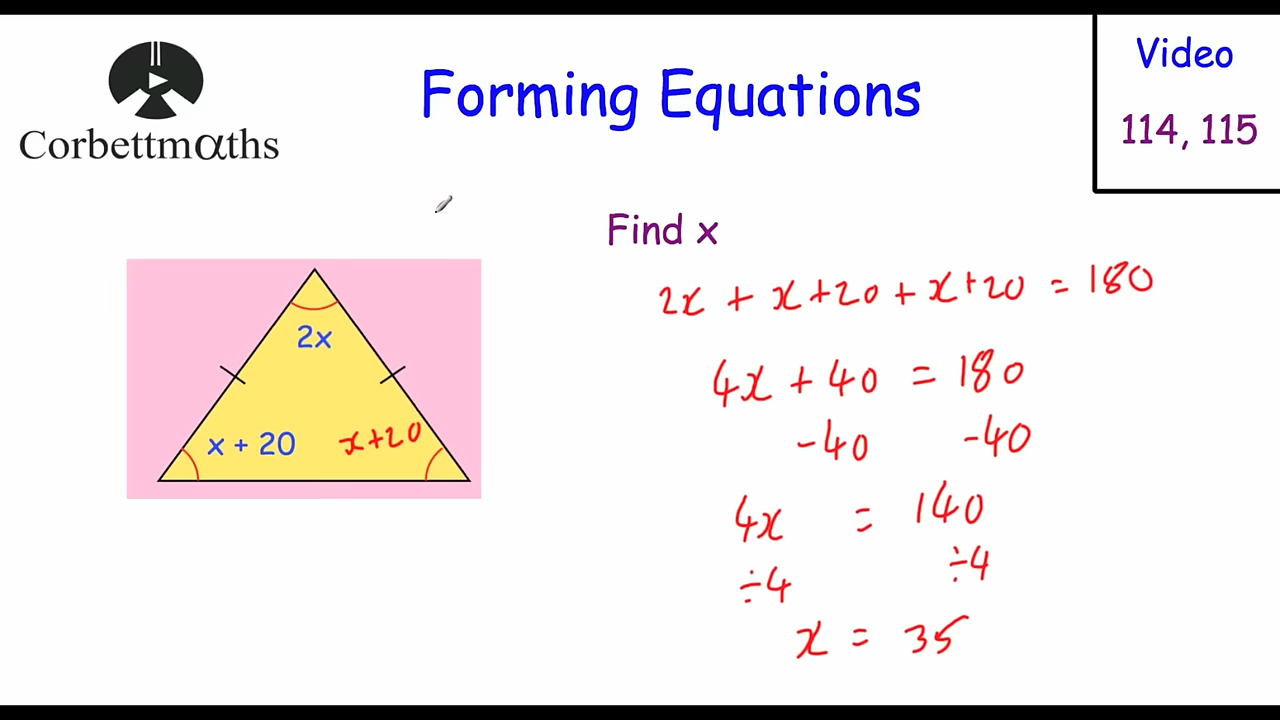 Corbettmαths
Forming Equations
Video
114, 115
Find x
2x
x + 20
x+20
2x + x+20 + x+20 = 180
4x + 40 = 180
-40 -40
4x = 140
÷4 ÷4
x = 35